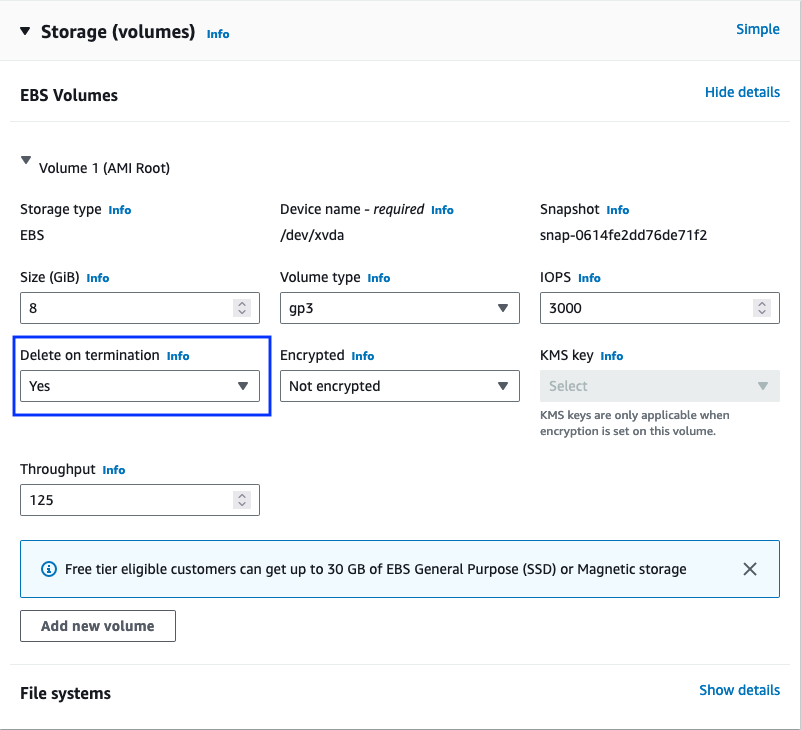 Storage (volumes) Info Simple
EBS Volumes Hide details
Volume 1 (AMI Root)
Storage type Info Device name - required Info Snapshot Info
EBS /dev/xvda snap-0614fe2dd76de71f2
Size (GiB) Info Volume type Info IOPS Info
8 gp3 3000
Delete on termination Info Encrypted Info KMS key Info
Yes Not encrypted Select
KMS keys are only applicable when
encryption is set on this volume.
Throughput Info
125
Free tier eligible customers can get up to 30 GB of EBS General Purpose (SSD) or Magnetic storage
Add new volume
File systems Show details